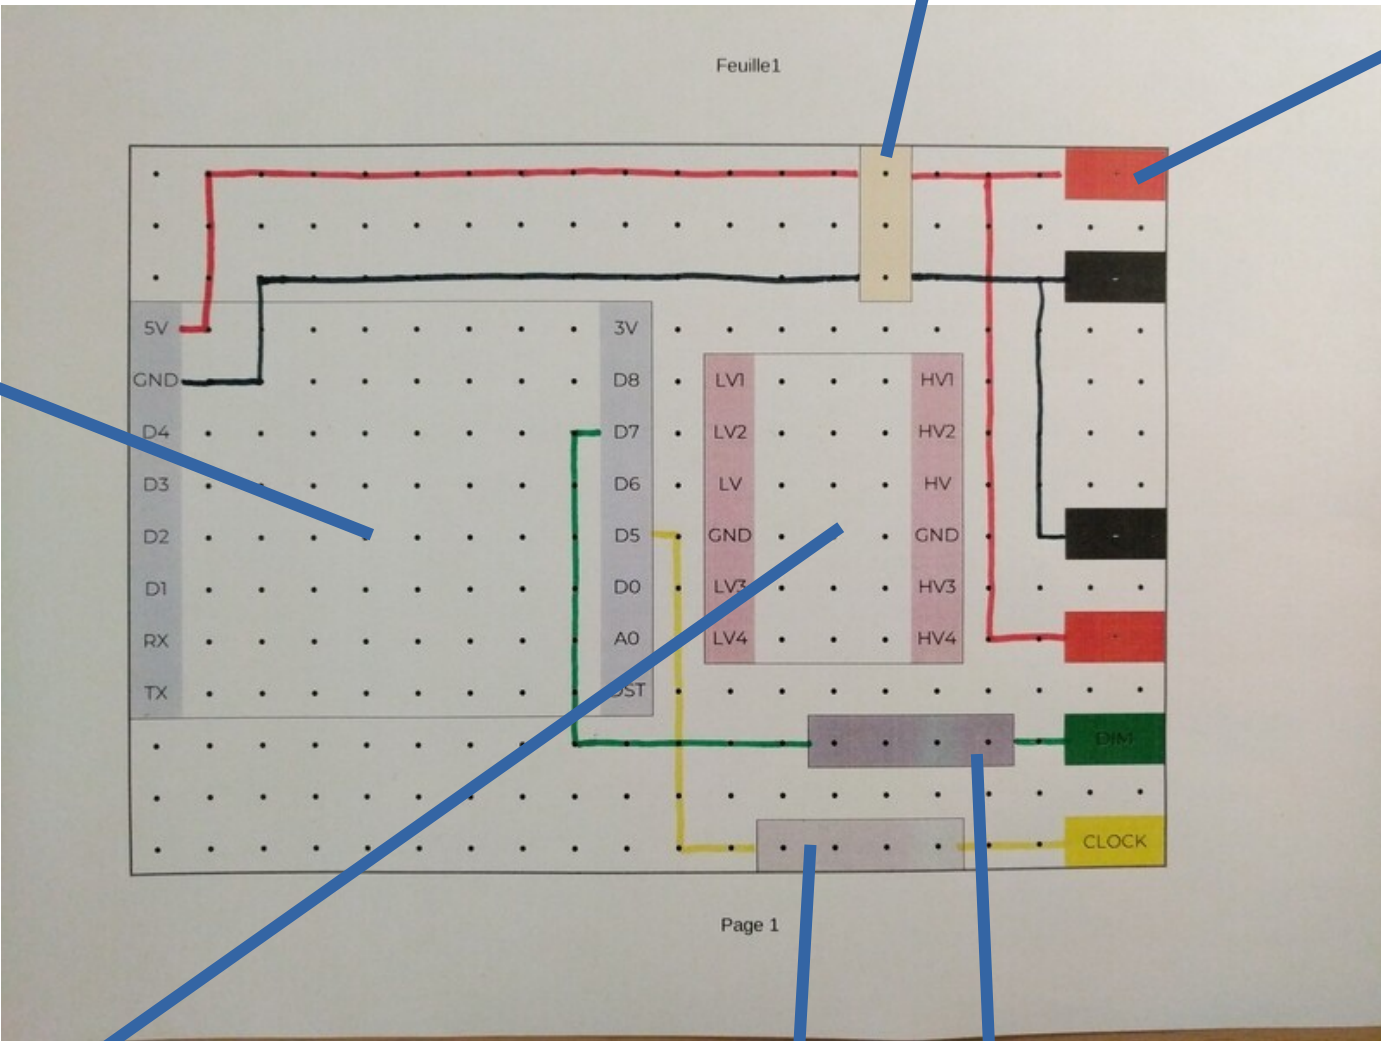 Feuille1
5V 3V
GND D8 LV1 HV1
D4 D7 LV2 HV2
D3 D6 LV HV
D2 D5 GND GND
D1 D0 LV3 HV3
RX A0 LV4 HV4
TX
DIM
CLOCK
Page 1